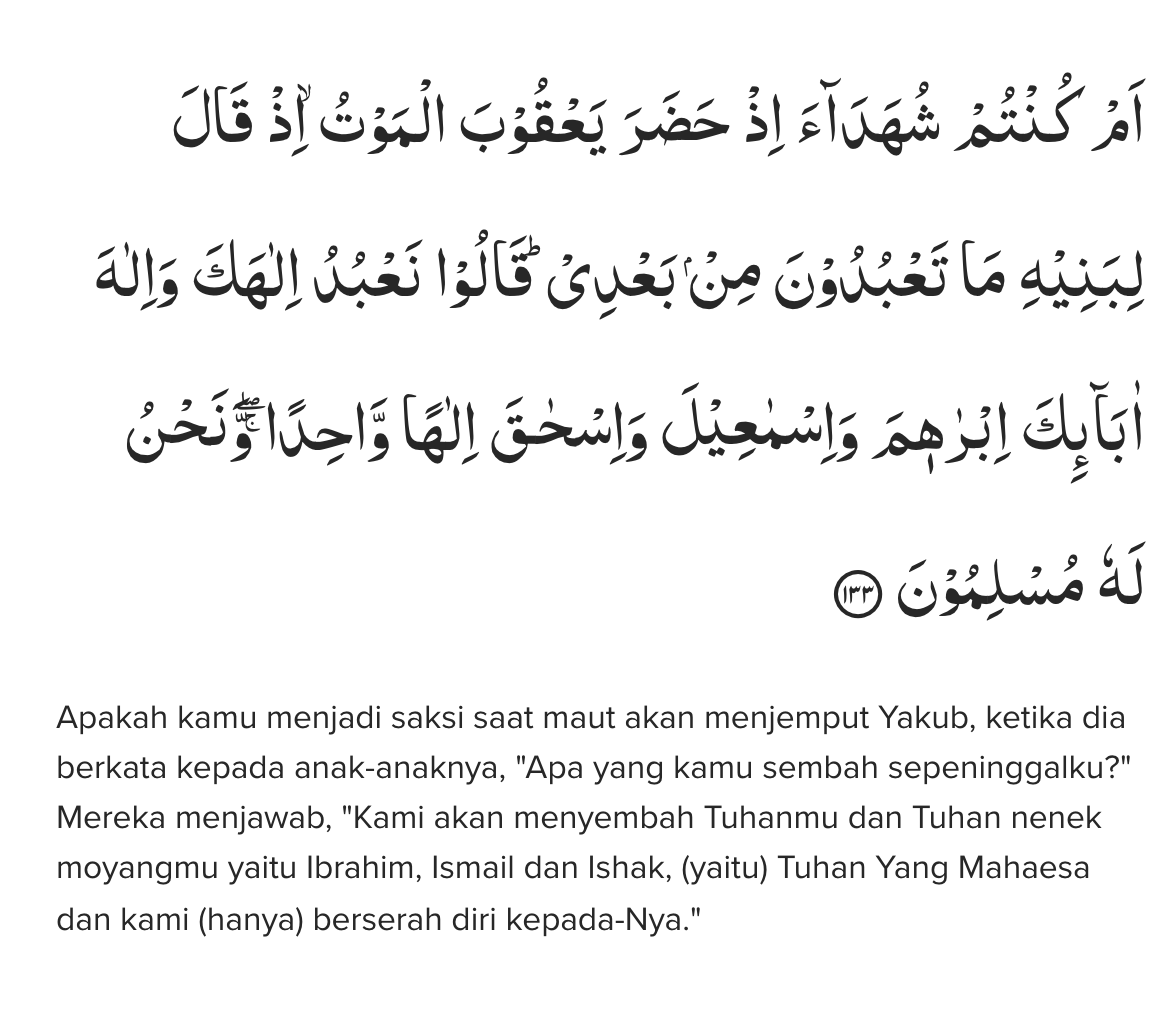 اَمْ كُنْتُمْ شُهَدَاۤءَ اِذْ حَضَرَ يَعْقُوْبَ الْمَوْتُۙ اِذْ قَالَ
لِبَنِيْهِ مَا تَعْبُدُوْنَ مِنْۢ بَعْدِيْۗ قَالُوْا نَعْبُدُ اِلٰهَكَ وَاِلٰهَ
اٰبَاۤىِٕكَ اِبْرٰهٖمَ وَاِسْمٰعِيْلَ وَاِسْحٰقَ اِلٰهًا وَّاحِدًاۖ وَّنَحْنُ
لَهٗ مُسْلِمُوْنَ ١٣٣
Apakah kamu menjadi saksi saat maut akan menjemput Yakub, ketika dia
berkata kepada anak-anaknya, "Apa yang kamu sembah sepeninggalku?"
Mereka menjawab, "Kami akan menyembah Tuhanmu dan Tuhan nenek
moyangmu yaitu Ibrahim, Ismail dan Ishak, (yaitu) Tuhan Yang Mahaesa
dan kami (hanya) berserah diri kepada-Nya."